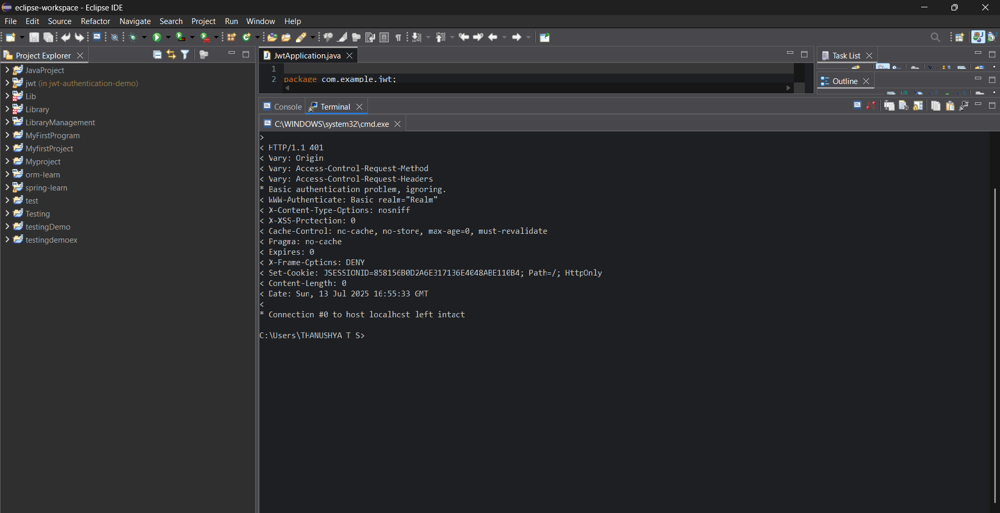 eclipse-workspace - Eclipse IDE
File Edit Source Refactor Navigate Search Project Run Window Help
Project Explorer
JavaProject
jwt (in jwt-authentication-demo)
Lib
Library
LibraryManagement
MyFirstProgram
MyfirstProject
Myproject
orm-learn
spring-learn
test
Testing
testingDemo
testingdemoex
JwtApplication.java
1
2 package com.example.jwt;
Task List
Outline
Console Terminal
C:\WINDOWS\system32\cmd.exe
>
< HTTP/1.1 401
< Vary: Origin
< Vary: Access-Control-Request-Method
< Vary: Access-Control-Request-Headers
* Basic authentication problem, ignoring.
< WWW-Authenticate: Basic realm="Realm"
< X-Content-Type-Options: nosniff
< X-XSS-Protection: 0
< Cache-Control: no-cache, no-store, max-age=0, must-revalidate
< Pragma: no-cache
< Expires: 0
< X-Frame-Options: DENY
< Set-Cookie: JSESSIONID=858156B0D2A6E317136E4048ABE110B4; Path=/; HttpOnly
< Content-Length: 0
< Date: Sun, 13 Jul 2025 16:55:33 GMT
<
* Connection #0 to host localhost left intact
C:\Users\THANUSHYA T S>